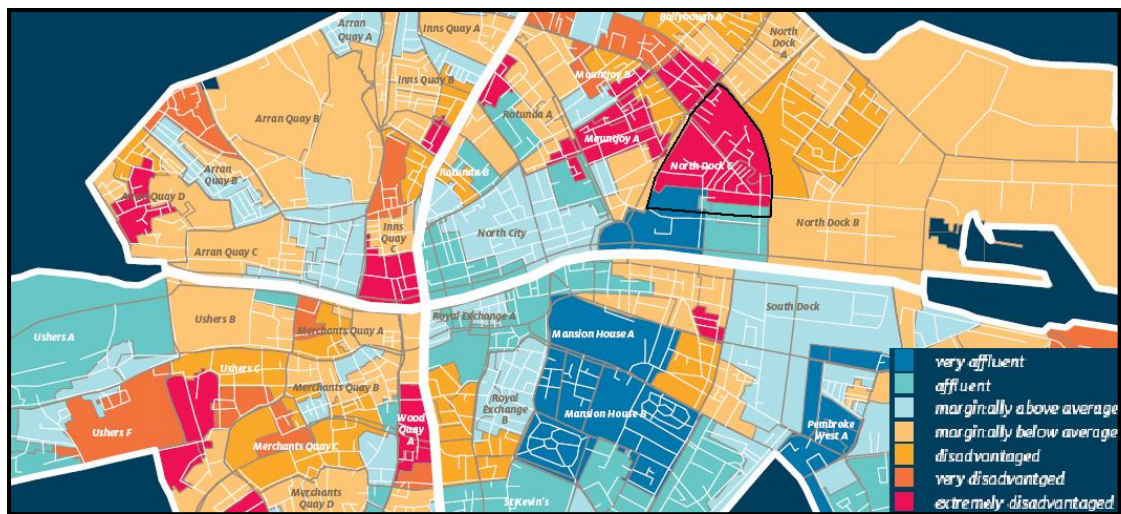 Arran
Quay A
Inns Quay A
Ballybough A
North
Dock
A
Inns Quay B
Mountjoy B
Arran Quay B
Rotunda A
Mountjoy A
Arran
Quay B
Rotunda B
North Dock C
Arran Quay D
North City
Inns
Quay
C
North Dock B
Arran Quay C
South Dock
Ushers A
Ushers B
Merchants Quay A
Royal Exchange A
Mansion House A
Ushers C
Merchants Quay B
Royal
Exchange
B
Mansion House B
Wood
Quay
A
Pembroke
West A
Ushers F
Merchants Quay C
Merchants
Quay D
St Kevin's
very affluent
affluent
marginally above average
marginally below average
disadvantaged
very disadvantged
extremely disadvantaged